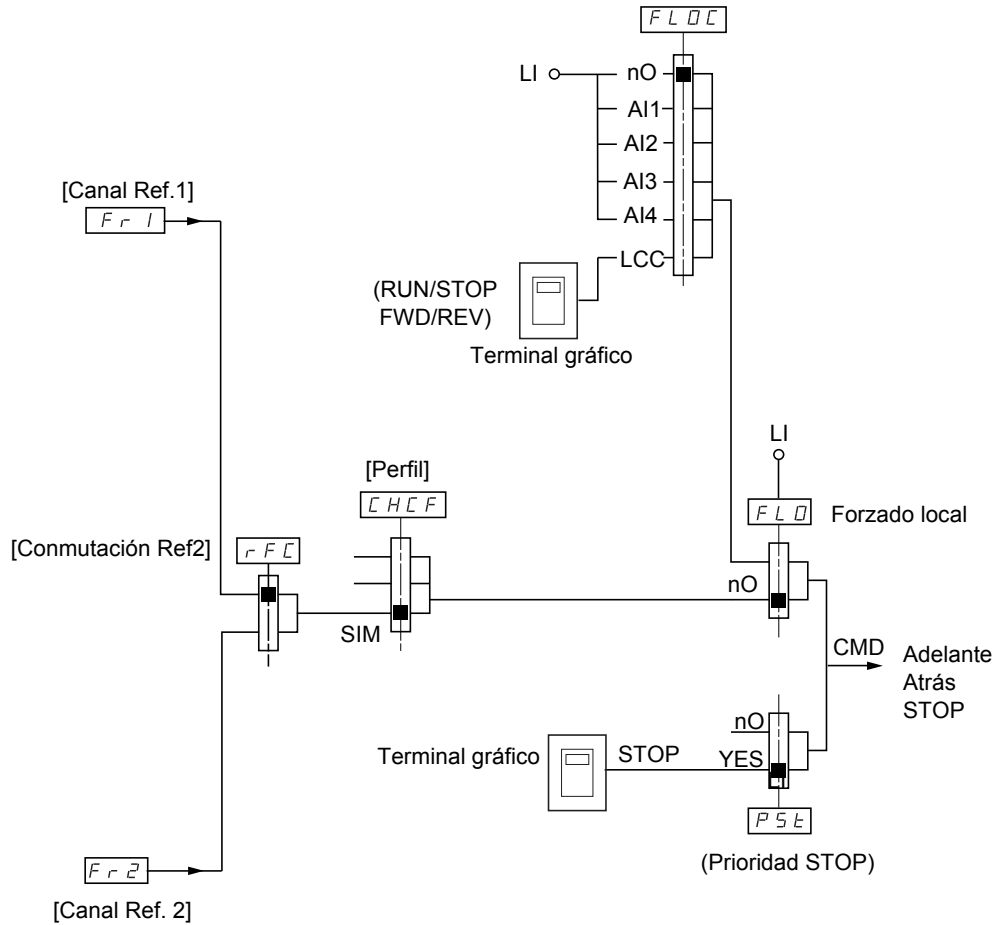 FLOC
LI
nO
AI1
AI2
AI3
AI4
LCC
[Canal Ref.1]
Fr1
(RUN/STOP
FWD/REV)
Terminal gráfico
LI
[Perfil]
CHCF
FLO
Forzado local
[Conmutación Ref2]
rFC
nO
SIM
CMD
Adelante
Atrás
STOP
nO
Terminal gráfico
STOP
YES
LI
PSt
(Prioridad STOP)
Fr2
[Canal Ref. 2]